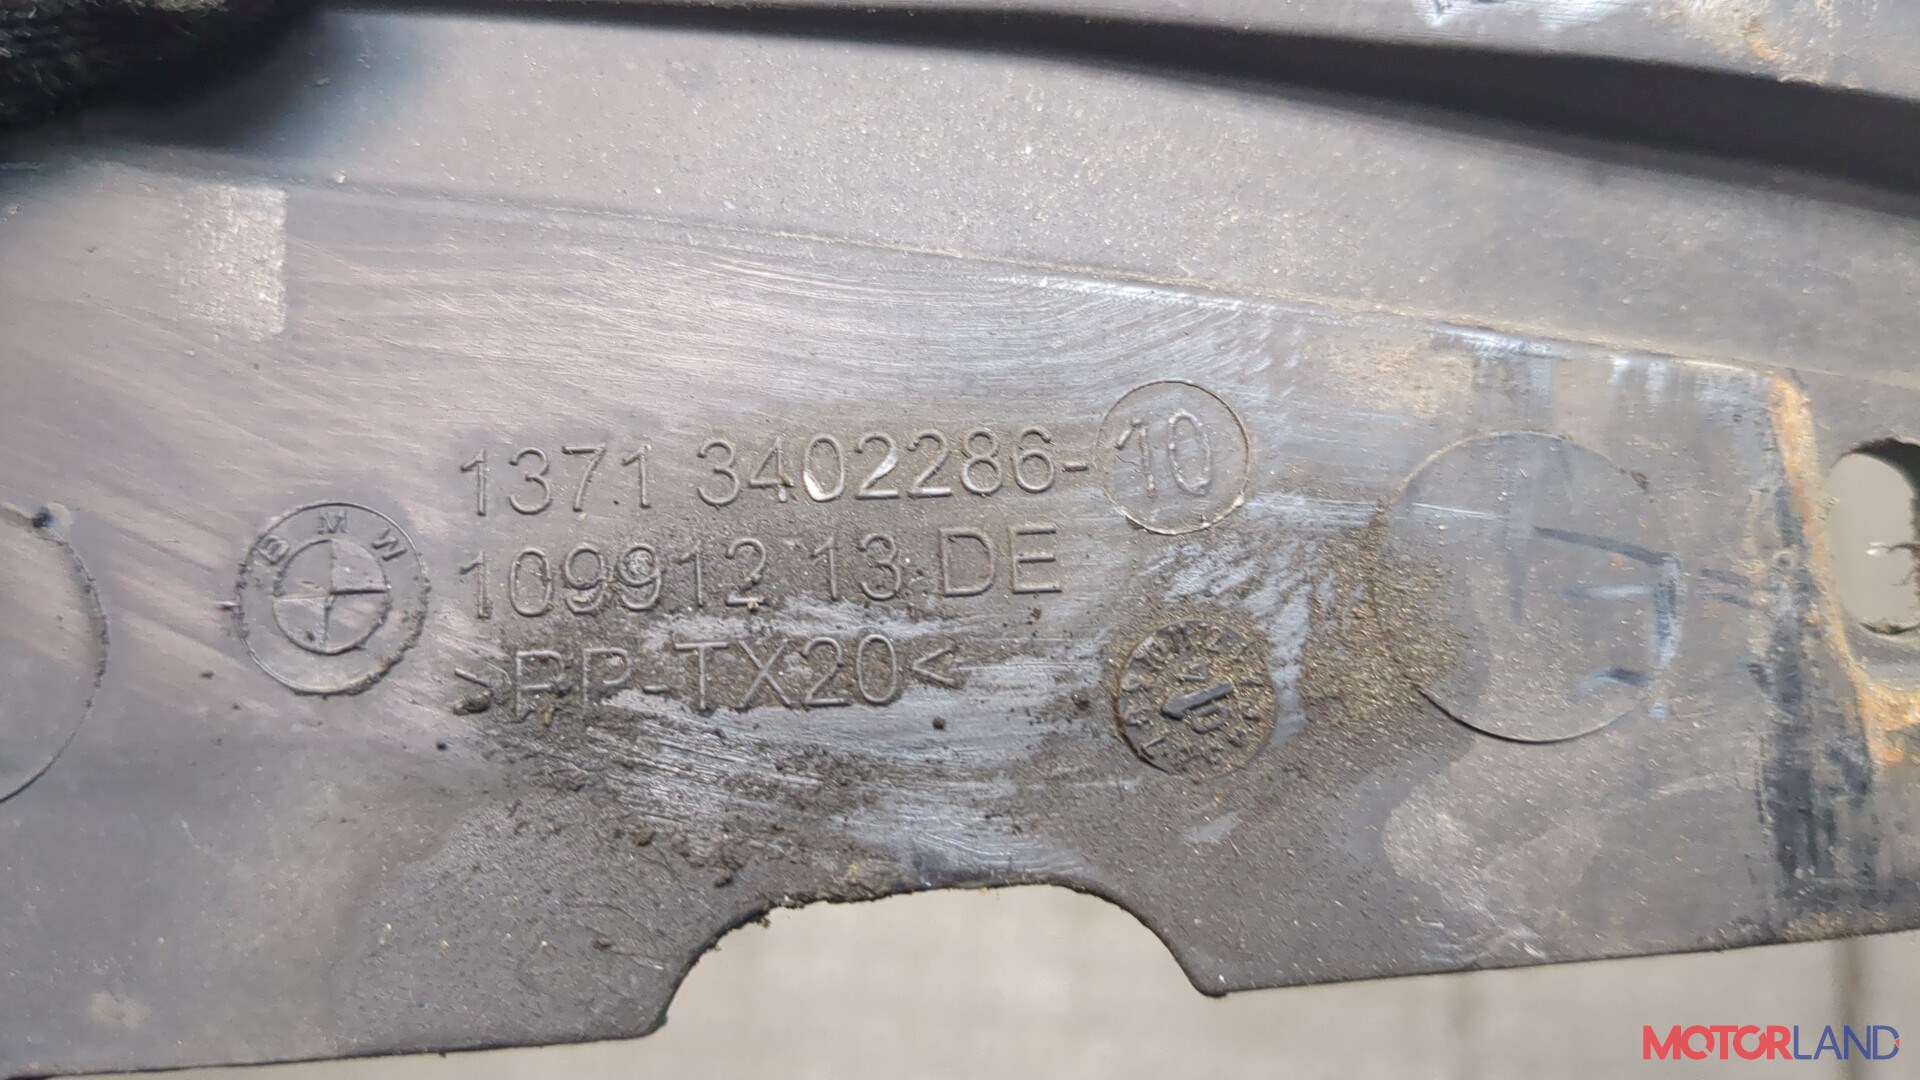 1371 3402286-10
BMW
109912 13 DE
>PP-TX20<
MOTORLAND